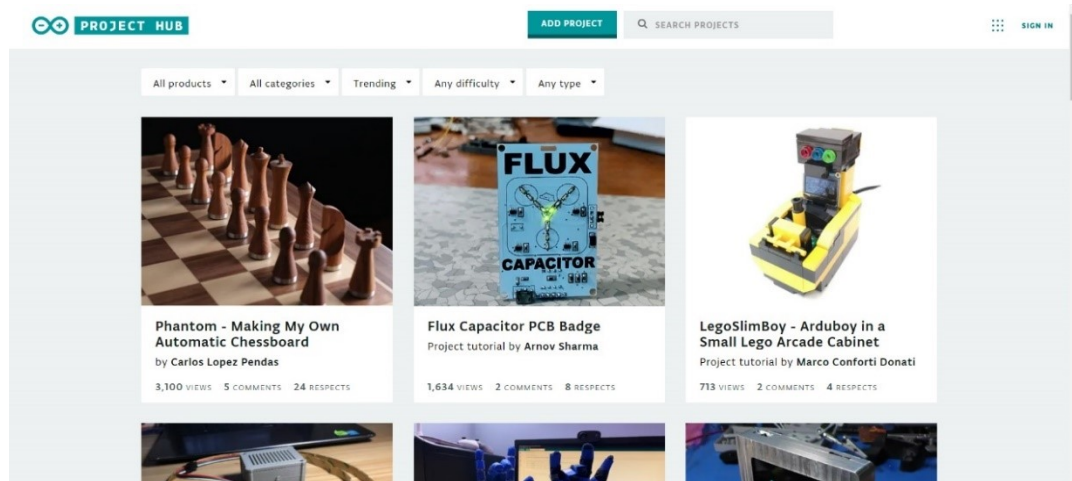 PROJECT HUB
ADD PROJECT
SEARCH PROJECTS
SIGN IN
All products
All categories
Trending
Any difficulty
Any type
FLUX
CAPACITOR
Phantom - Making My Own
Automatic Chessboard
by Carlos Lopez Pendas
3,100 VIEWS 5 COMMENTS 24 RESPECTS
Flux Capacitor PCB Badge
Project tutorial by Arnov Sharma
1,634 VIEWS 2 COMMENTS 8 RESPECTS
LegoSlimBoy - Arduboy in a
Small Lego Arcade Cabinet
Project tutorial by Marco Conforti Donati
713 VIEWS 2 COMMENTS 4 RESPECTS